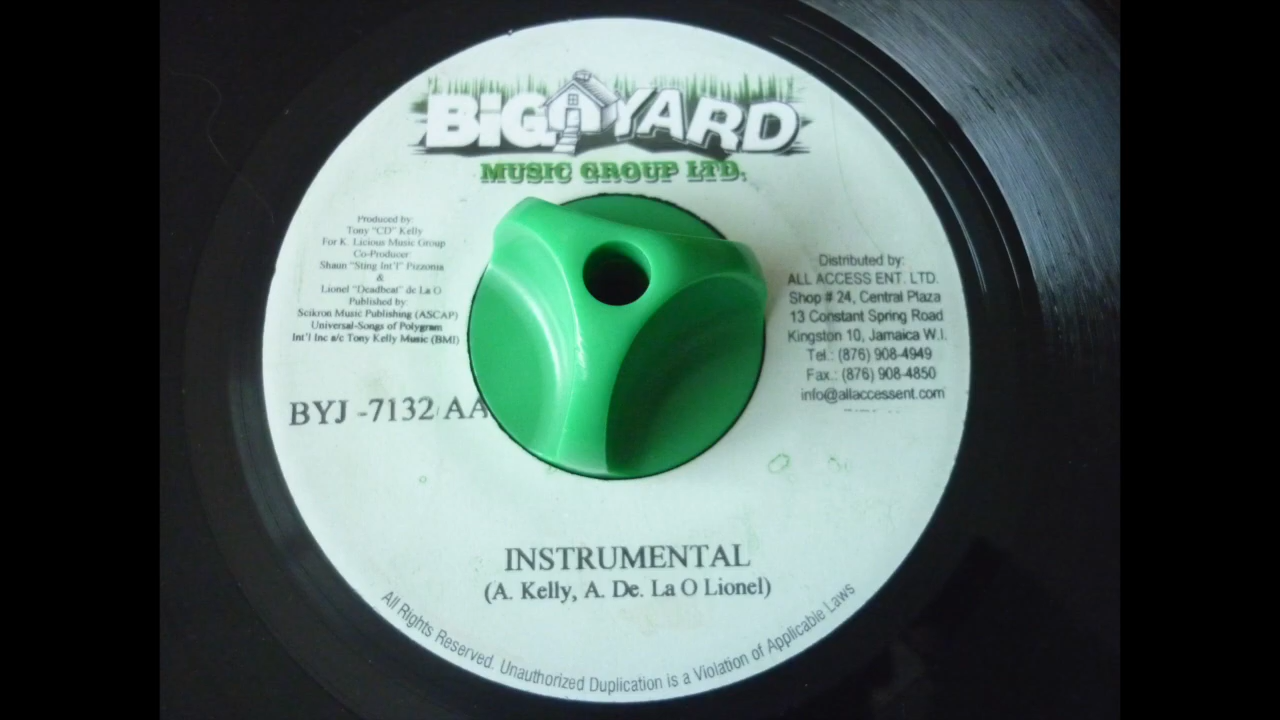 BiG YARD
MUSIC GROUP LTD.
Produced by:
Tony "CD" Kelly
For K. Licious Music Group
Co-Producer:
Shaun "Sting Int'l" Pizzonia
&
Lionel "Deadbeat" de La O
Published by:
Scikron Music Publishing (ASCAP)
Universal-Songs of Polygram
Int'l Inc a/c Tony Kelly Music (BMI)
BYJ -7132 AA
Distributed by:
ALL ACCESS ENT. LTD.
Shop # 24, Central Plaza
13 Constant Spring Road
Kingston 10, Jamaica W.I.
Tel.: (876) 908-4949
Fax.: (876) 908-4850
info@allaccessent.com
INSTRUMENTAL
(A. Kelly, A. De. La O Lionel)
All Rights Reserved. Unauthorized Duplication is a Violation of Applicable Laws